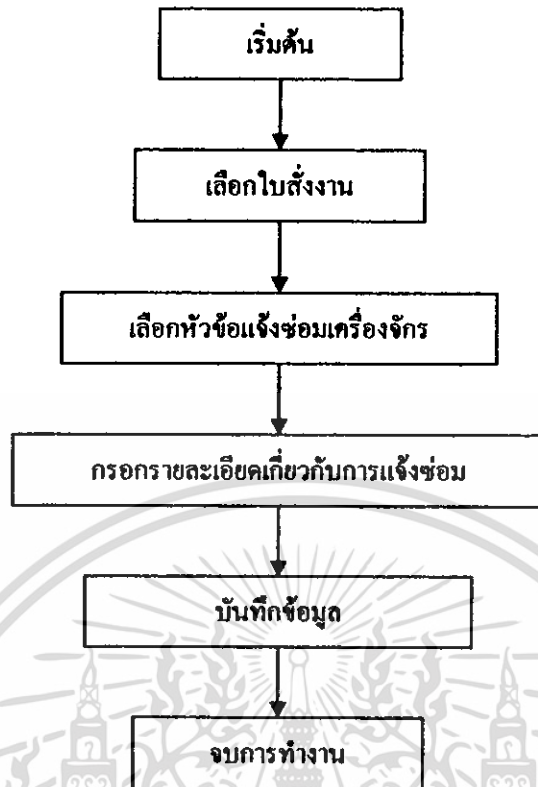 เริ่มต้น
เลือกใบสั่งงาน
เลือกหัวข้อแจ้งซ่อมเครื่องจักร
กรอกรายละเอียดเกี่ยวกับการแจ้งซ่อม
บันทึกข้อมูล
จบการทำงาน